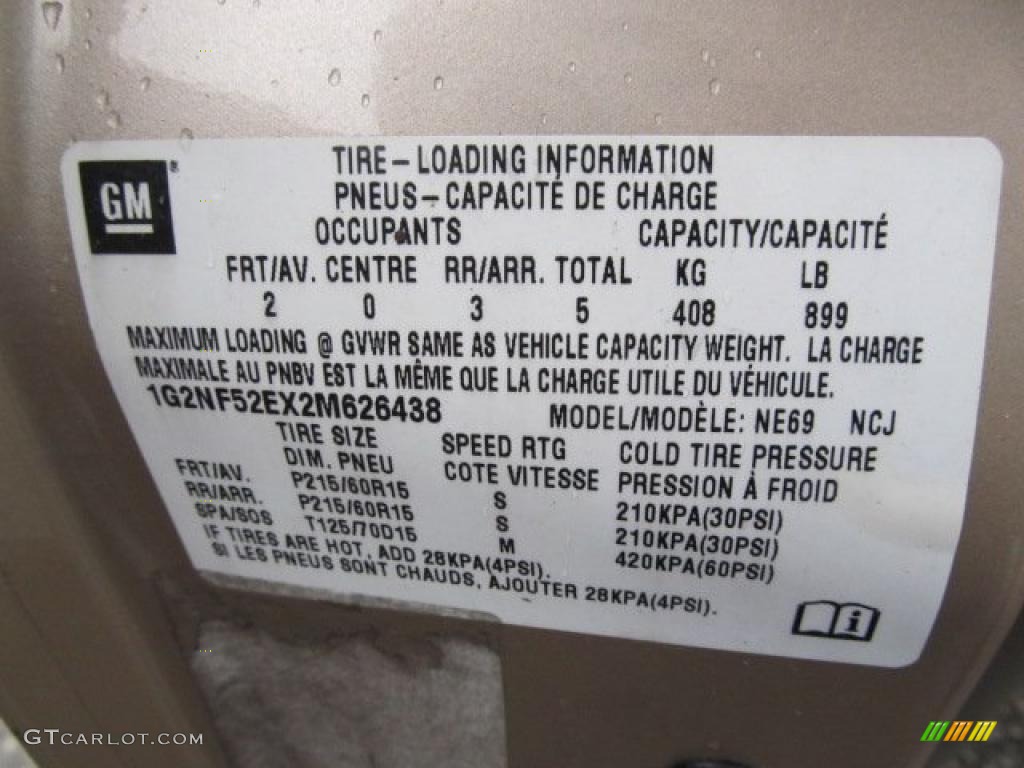 GM®
TIRE-LOADING INFORMATION
PNEUS-CAPACITÉ DE CHARGE
OCCUPANTS CAPACITY/CAPACITÉ
FRT/AV. CENTRE RR/ARR. TOTAL KG LB
2 0 3 5 408 899
MAXIMUM LOADING @ GVWR SAME AS VEHICLE CAPACITY WEIGHT. LA CHARGE
MAXIMALE AU PNBV EST LA MÊME QUE LA CHARGE UTILE DU VÉHICULE.
1G2NF52EX2M626438 MODEL/MODÈLE: NE69 NCJ
TIRE SIZE SPEED RTG COLD TIRE PRESSURE
DIM. PNEU COTE VITESSE PRESSION À FROID
FRT/AV. P215/60R15 S 210KPA(30PSI)
RR/ARR. P215/60R15 S 210KPA(30PSI)
SPA/SOS T125/70D15 M 420KPA(60PSI)
IF TIRES ARE HOT, ADD 28KPA(4PSI).
SI LES PNEUS SONT CHAUDS, AJOUTER 28KPA(4PSI).
i
GTCARLOT.COM